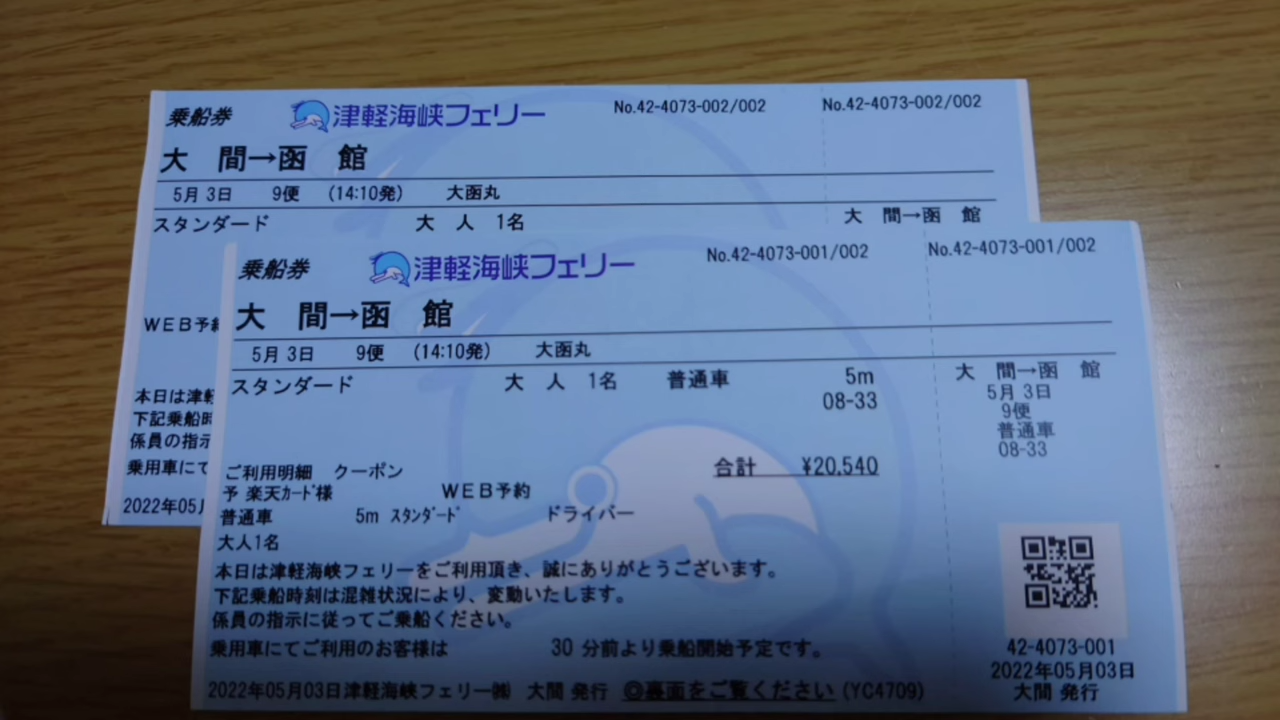 乗船券 津軽海峡フェリー No.42-4073-002/002 No.42-4073-002/002
大 間→函 館
5月 3日 9便 (14:10発) 大函丸
スタンダード 大 人 1名 大 間→函 館
WEB予約
本日は津軽
下記乗船時
係員の指示
乗用車にて
2022年05月
乗船券 津軽海峡フェリー No.42-4073-001/002 No.42-4073-001/002
大 間→函 館
5月 3日 9便 (14:10発) 大函丸
スタンダード 大 人 1名 普通車 5m 大 間→函 館
08-33 5月 3日
9便
普通車
08-33
ご利用明細 クーポン 合計 ¥20,540
予 楽天カード様 WEB予約
普通車 5m スタンダード ドライバー
大人1名
本日は津軽海峡フェリーをご利用頂き、誠にありがとうございます。
下記乗船時刻は混雑状況により、変動いたします。
係員の指示に従ってご乗船ください。
乗用車にてご利用のお客様は 30 分前より乗船開始予定です。
42-4073-001
2022年05月03日
大間 発行
2022年05月03日津軽海峡フェリー㈱ 大間 発行 ◎裏面をご覧ください (YC4709)